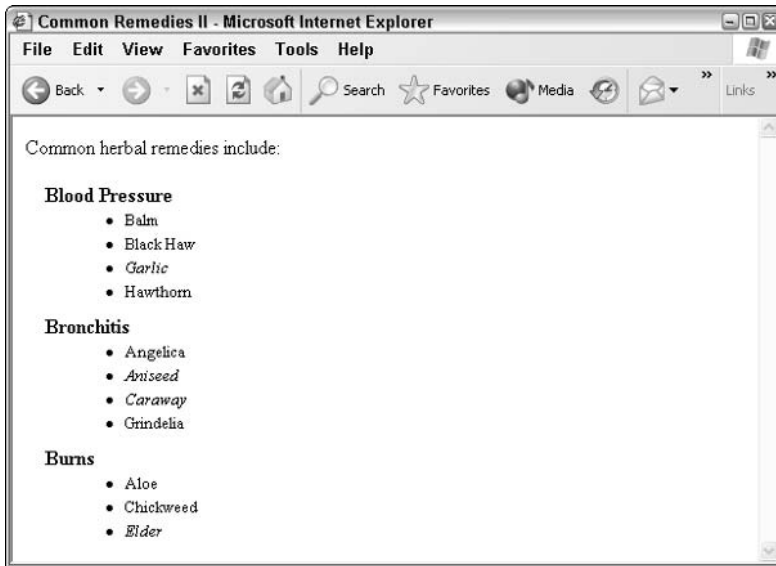 Common Remedies II - Microsoft Internet Explorer
File Edit View Favorites Tools Help
Back Search Favorites Media » Links »
Common herbal remedies include:
Blood Pressure
• Balm
• Black Haw
• Garlic
• Hawthorn
Bronchitis
• Angelica
• Aniseed
• Caraway
• Grindelia
Burns
• Aloe
• Chickweed
• Elder